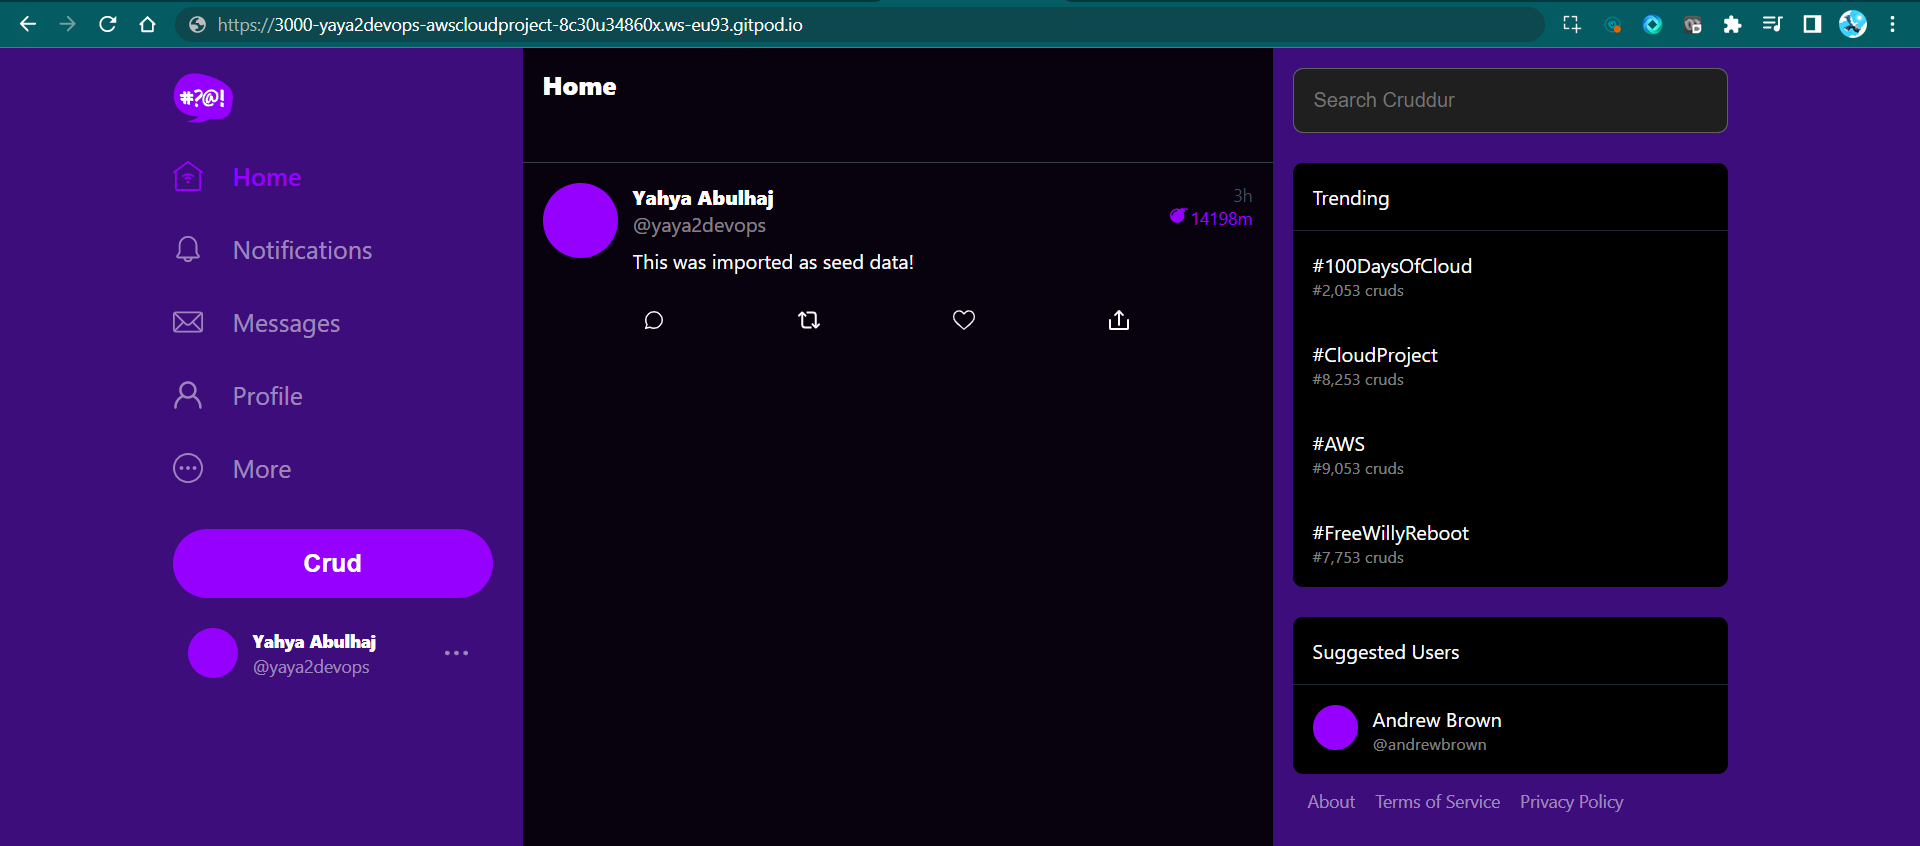 https://3000-yaya2devops-awscloudproject-8c30u34860x.ws-eu93.gitpod.io
#?@!
Home
Notifications
Messages
Profile
More
Crud
Yahya Abulhaj
@yaya2devops
Home
Yahya Abulhaj
@yaya2devops
3h
14198m
This was imported as seed data!
Search Cruddur
Trending
#100DaysOfCloud
#2,053 cruds
#CloudProject
#8,253 cruds
#AWS
#9,053 cruds
#FreeWillyReboot
#7,753 cruds
Suggested Users
Andrew Brown
@andrewbrown
About Terms of Service Privacy Policy